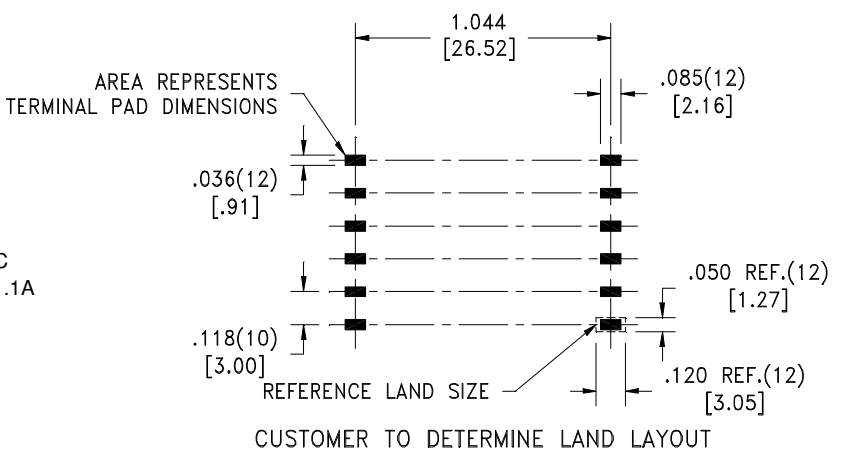 1.044
[26.52]
AREA REPRESENTS
TERMINAL PAD DIMENSIONS
.085(12)
[2.16]
.036(12)
[.91]
C
.1A
.050 REF.(12)
[1.27]
.118(10)
[3.00]
REFERENCE LAND SIZE
.120 REF.(12)
[3.05]
CUSTOMER TO DETERMINE LAND LAYOUT